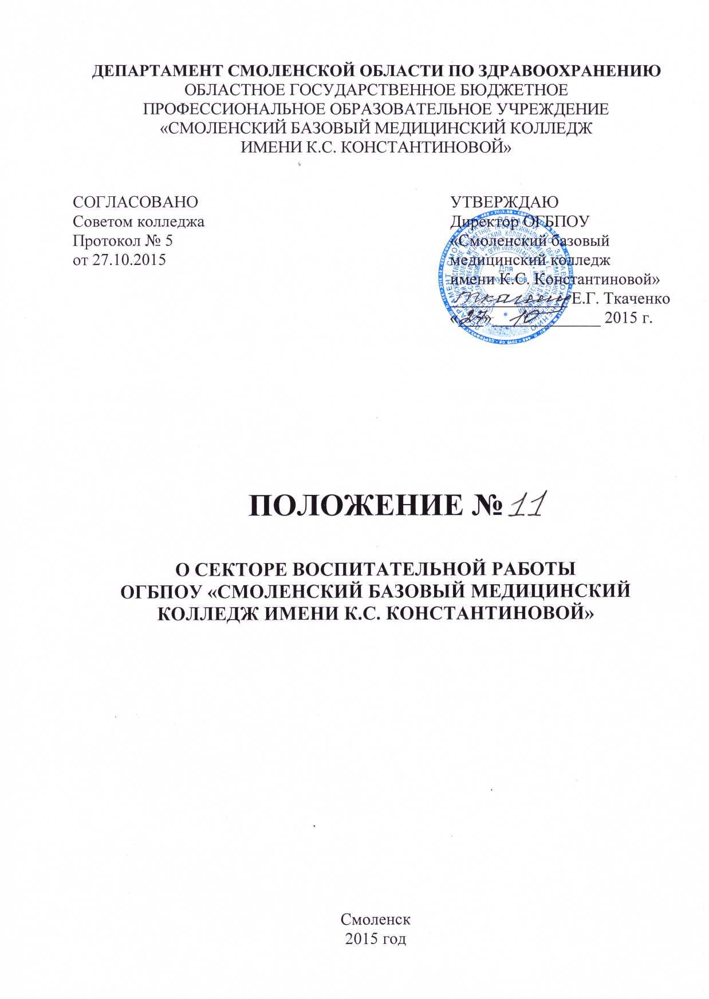 ДЕПАРТАМЕНТ СМОЛЕНСКОЙ ОБЛАСТИ ПО ЗДРАВООХРАНЕНИЮ
ОБЛАСТНОЕ ГОСУДАРСТВЕННОЕ БЮДЖЕТНОЕ
ПРОФЕССИОНАЛЬНОЕ ОБРАЗОВАТЕЛЬНОЕ УЧРЕЖДЕНИЕ
«СМОЛЕНСКИЙ БАЗОВЫЙ МЕДИЦИНСКИЙ КОЛЛЕДЖ
ИМЕНИ К.С. КОНСТАНТИНОВОЙ»
СОГЛАСОВАНО
Советом колледжа
Протокол № 5
от 27.10.2015
УТВЕРЖДАЮ
Директор ОГБПОУ
«Смоленский базовый
медицинский колледж
имени К.С. Константиновой»
Е.Г. Ткаченко
«27» 10 2015 г.
Для
документов
ПОЛОЖЕНИЕ № 11
О СЕКТОРЕ ВОСПИТАТЕЛЬНОЙ РАБОТЫ
ОГБПОУ «СМОЛЕНСКИЙ БАЗОВЫЙ МЕДИЦИНСКИЙ
КОЛЛЕДЖ ИМЕНИ К.С. КОНСТАНТИНОВОЙ»
Смоленск
2015 год